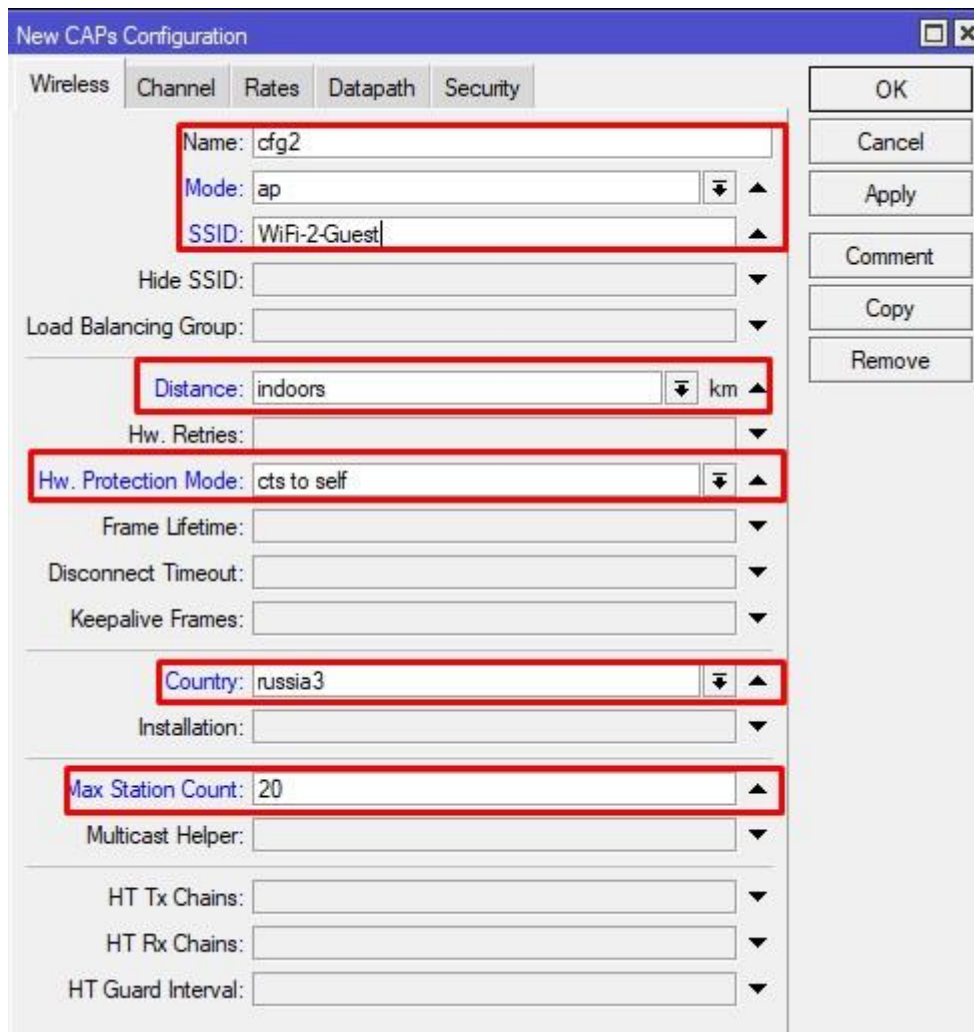 New CAPs Configuration
Wireless Channel Rates Datapath Security
OK
Name: cfg2
Cancel
Mode: ap
Apply
SSID: WiFi-2-Guest
Comment
Hide SSID:
Copy
Load Balancing Group:
Remove
Distance: indoors km
Hw. Retries:
Hw. Protection Mode: cts to self
Frame Lifetime:
Disconnect Timeout:
Keepalive Frames:
Country: russia3
Installation:
Max Station Count: 20
Multicast Helper:
HT Tx Chains:
HT Rx Chains:
HT Guard Interval: